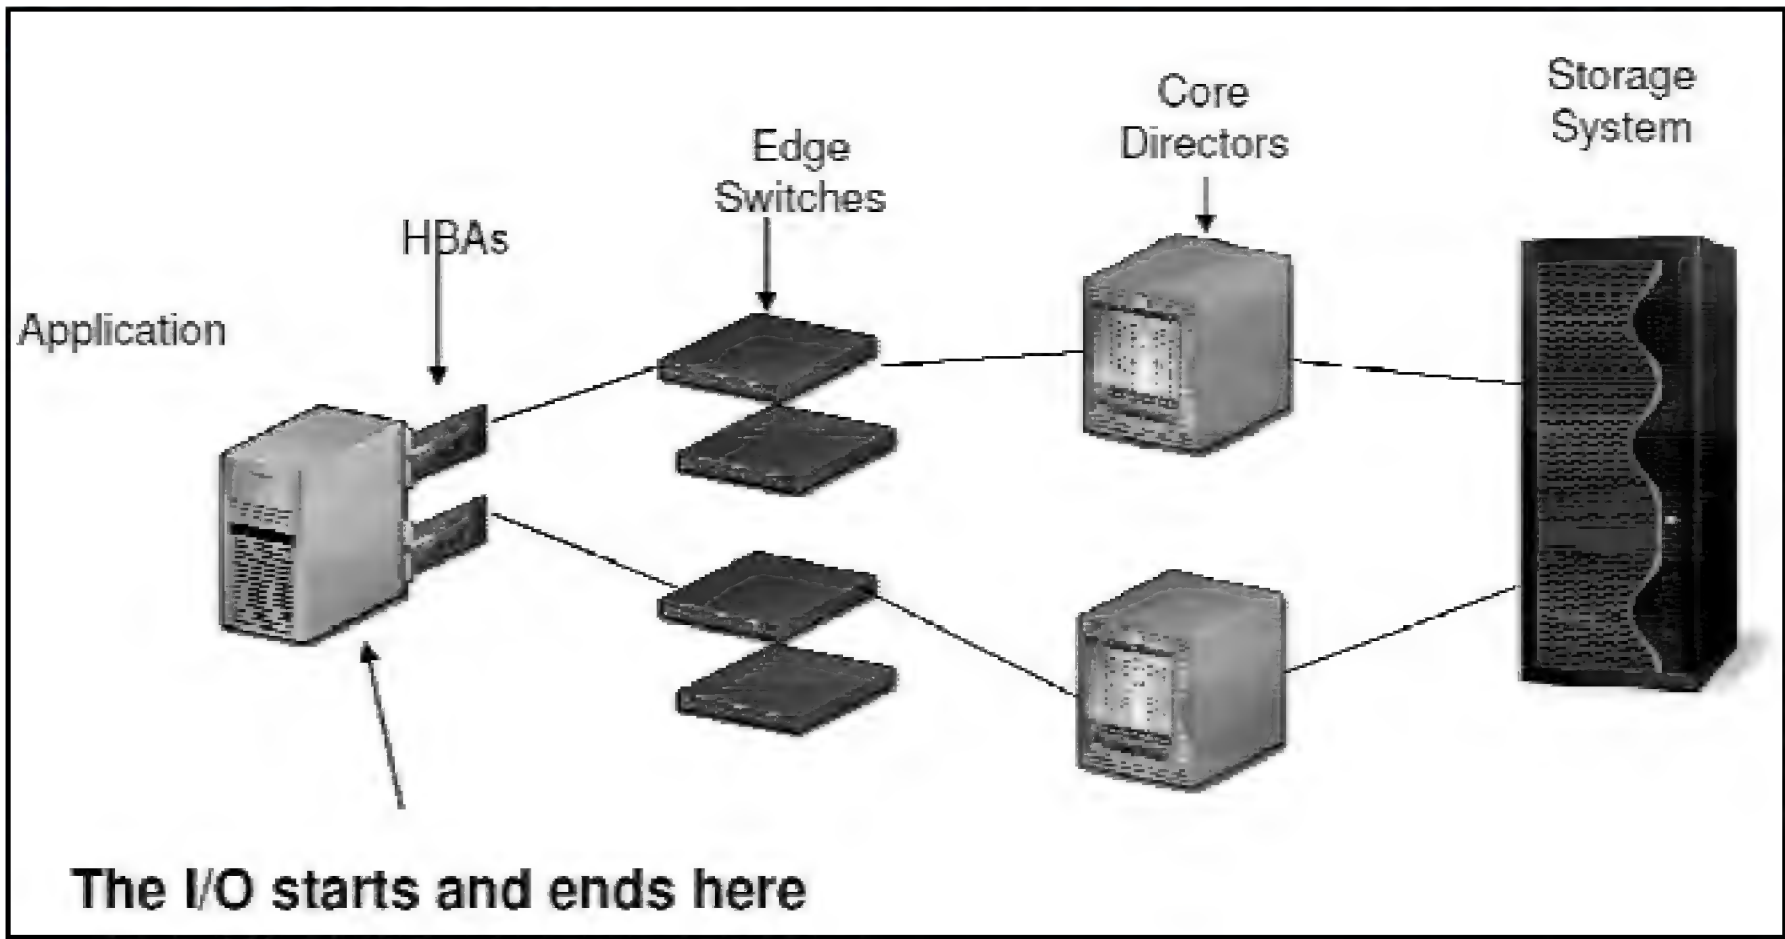 Storage
System
Core
Directors
Edge
Switches
HBAs
Application
The I/O starts and ends here